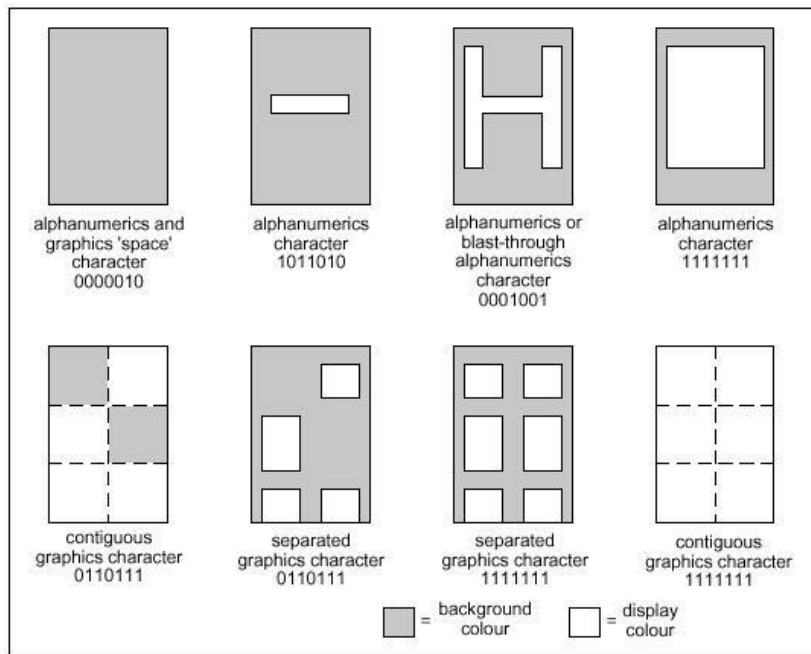 alphanumerics and
graphics 'space'
character
0000010
alphanumerics
character
1011010
H
alphanumerics or
blast-through
alphanumerics
character
0001001
alphanumerics
character
1111111
contiguous
graphics character
0110111
separated
graphics character
0110111
separated
graphics character
1111111
contiguous
graphics character
1111111
= background
colour
= display
colour